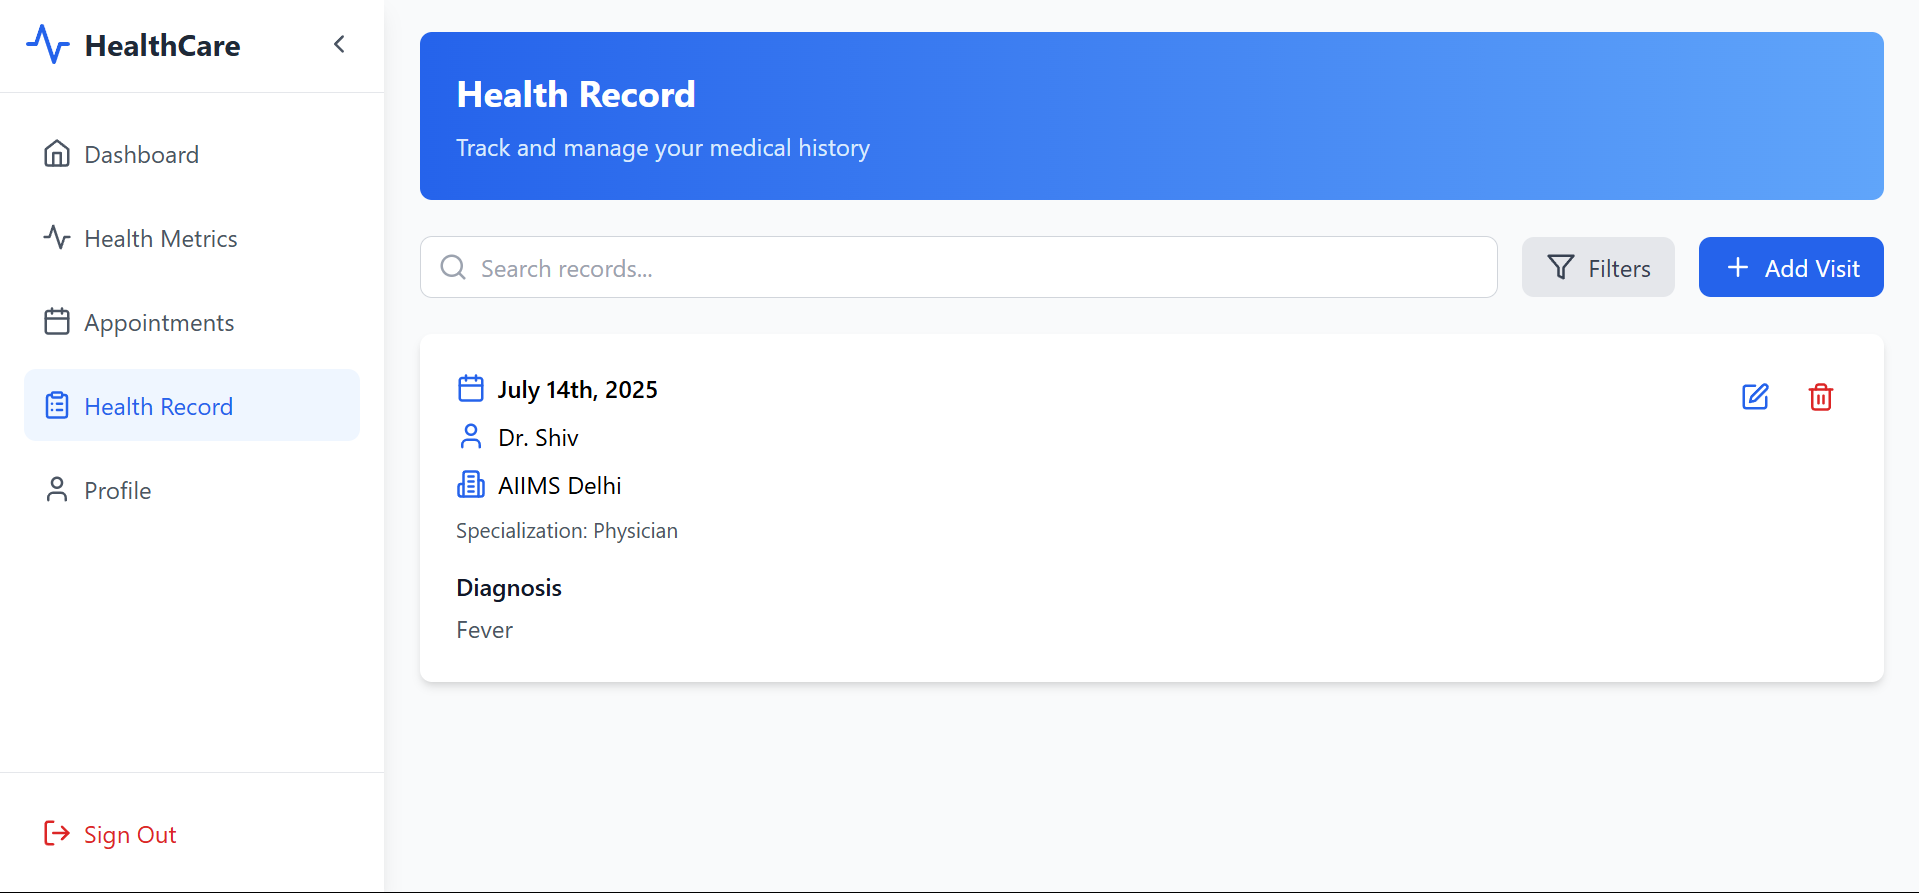 HealthCare
Dashboard
Health Metrics
Appointments
Health Record
Profile
Sign Out
Health Record
Track and manage your medical history
Search records...
Filters
Add Visit
July 14th, 2025
Dr. Shiv
AIIMS Delhi
Specialization: Physician
Diagnosis
Fever